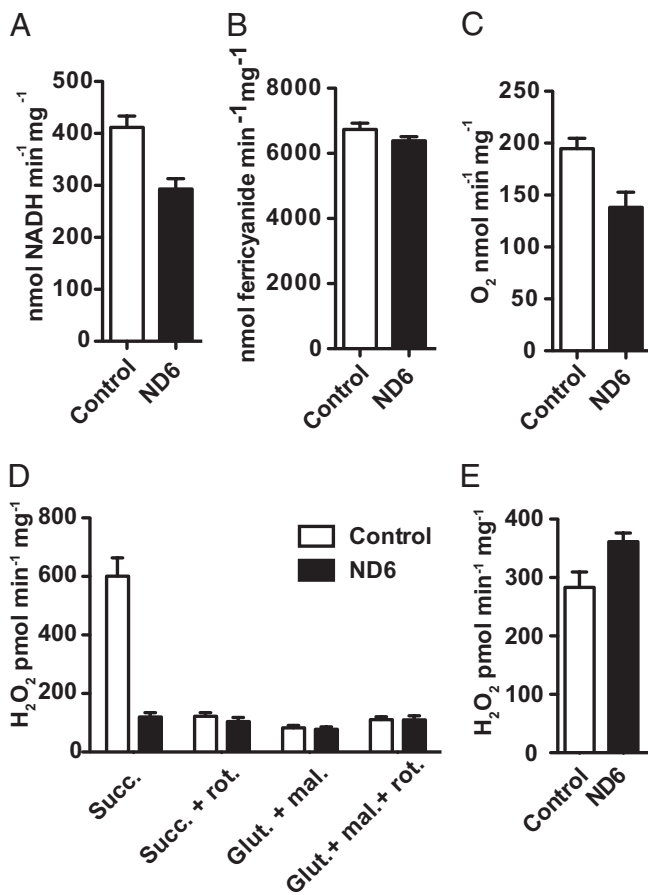 A
nmol NADH min⁻¹ mg⁻¹
500
400
300
200
100
0
Control
ND6
B
nmol ferricyanide min⁻¹mg⁻¹
8000
6000
4000
2000
0
Control
ND6
C
O₂ nmol min⁻¹ mg⁻¹
250
200
150
100
50
0
Control
ND6
D
H₂O₂ pmol min⁻¹ mg⁻¹
800
600
400
200
0
Control
ND6
Succ.
Succ. + rot.
Glut.+ mal.
Glut.+ mal.+ rot.
E
H₂O₂ pmol min⁻¹ mg⁻¹
400
300
200
100
0
Control
ND6